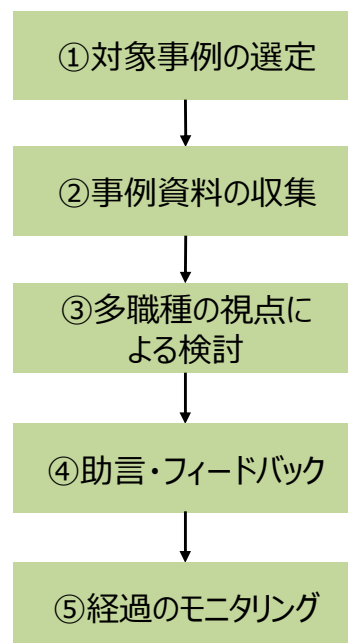 ①対象事例の選定
②事例資料の収集
③多職種の視点に
よる検討
④助言・フィードバック
⑤経過のモニタリング